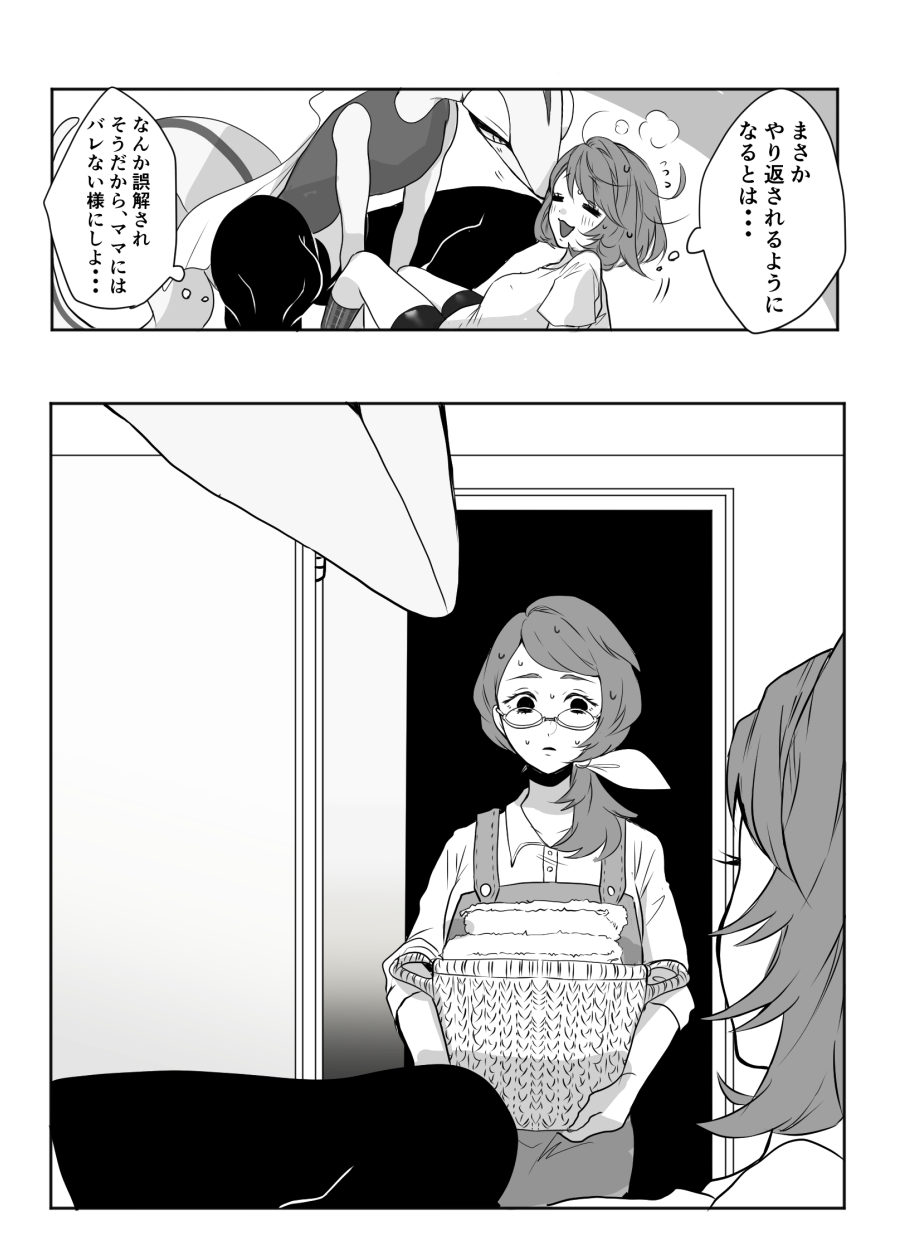 まさか
やり返されるように
なるとは・・・
なんか誤解され
そうだから、ママには
バレない様にしよ・・・